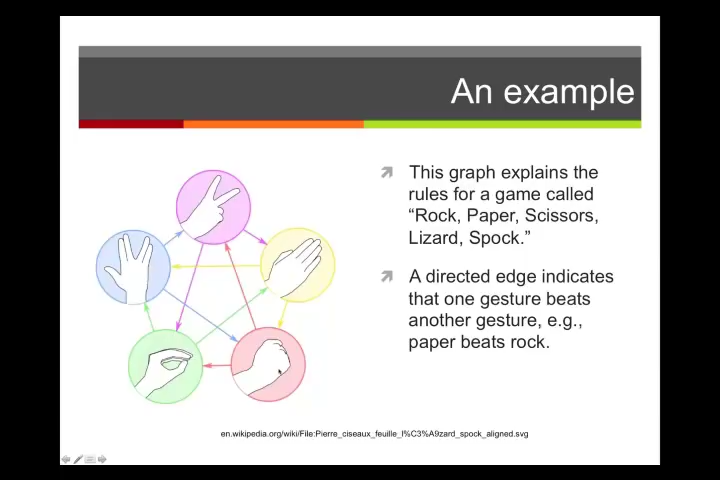 An example
This graph explains the
rules for a game called
“Rock, Paper, Scissors,
Lizard, Spock.”
A directed edge indicates
that one gesture beats
another gesture, e.g.,
paper beats rock.
en.wikipedia.org/wiki/File:Pierre_ciseaux_feuille_l%C3%A9zard_spock_aligned.svg